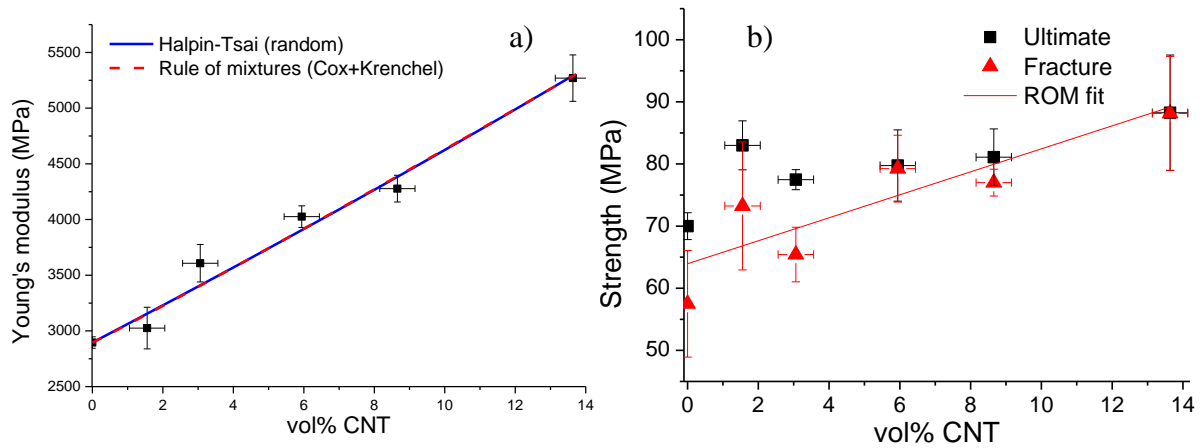 a)
Halpin-Tsai (random)
Rule of mixtures (Cox+Krenchel)
Young's modulus (MPa)
5500
5000
4500
4000
3500
3000
2500
0 2 4 6 8 10 12 14
vol% CNT
b)
Ultimate
Fracture
ROM fit
Strength (MPa)
100
90
80
70
60
50
0 2 4 6 8 10 12 14
vol% CNT